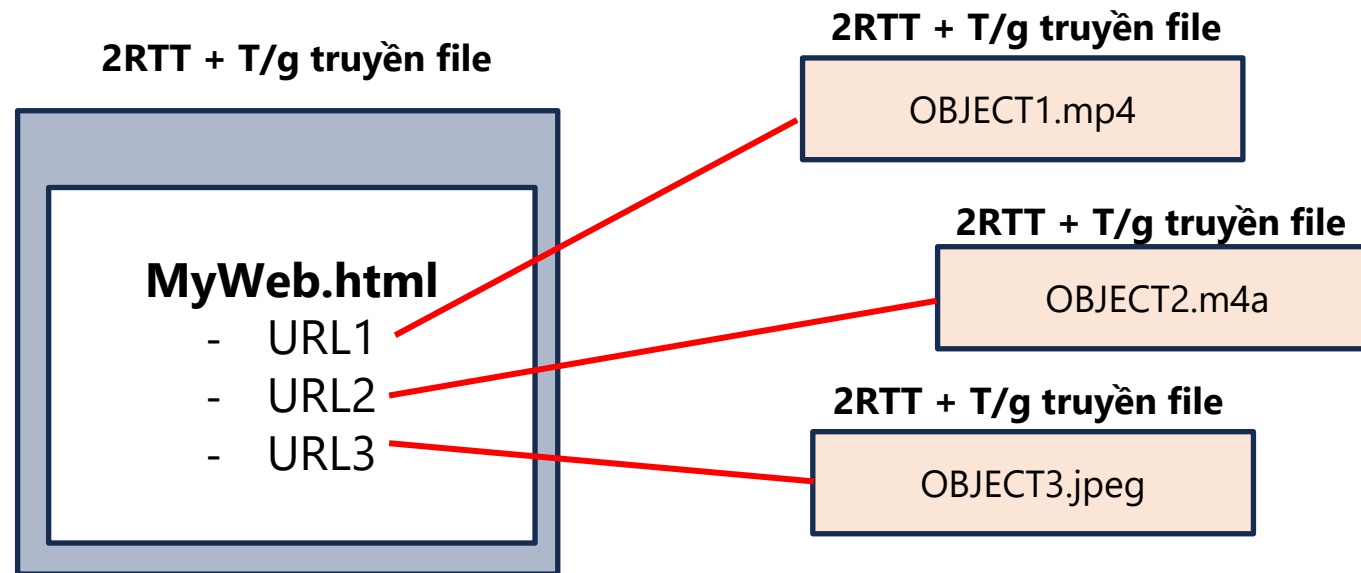 2RTT + T/g truyền file
MyWeb.html
- URL1
- URL2
- URL3
2RTT + T/g truyền file
OBJECT1.mp4
2RTT + T/g truyền file
OBJECT2.m4a
2RTT + T/g truyền file
OBJECT3.jpeg